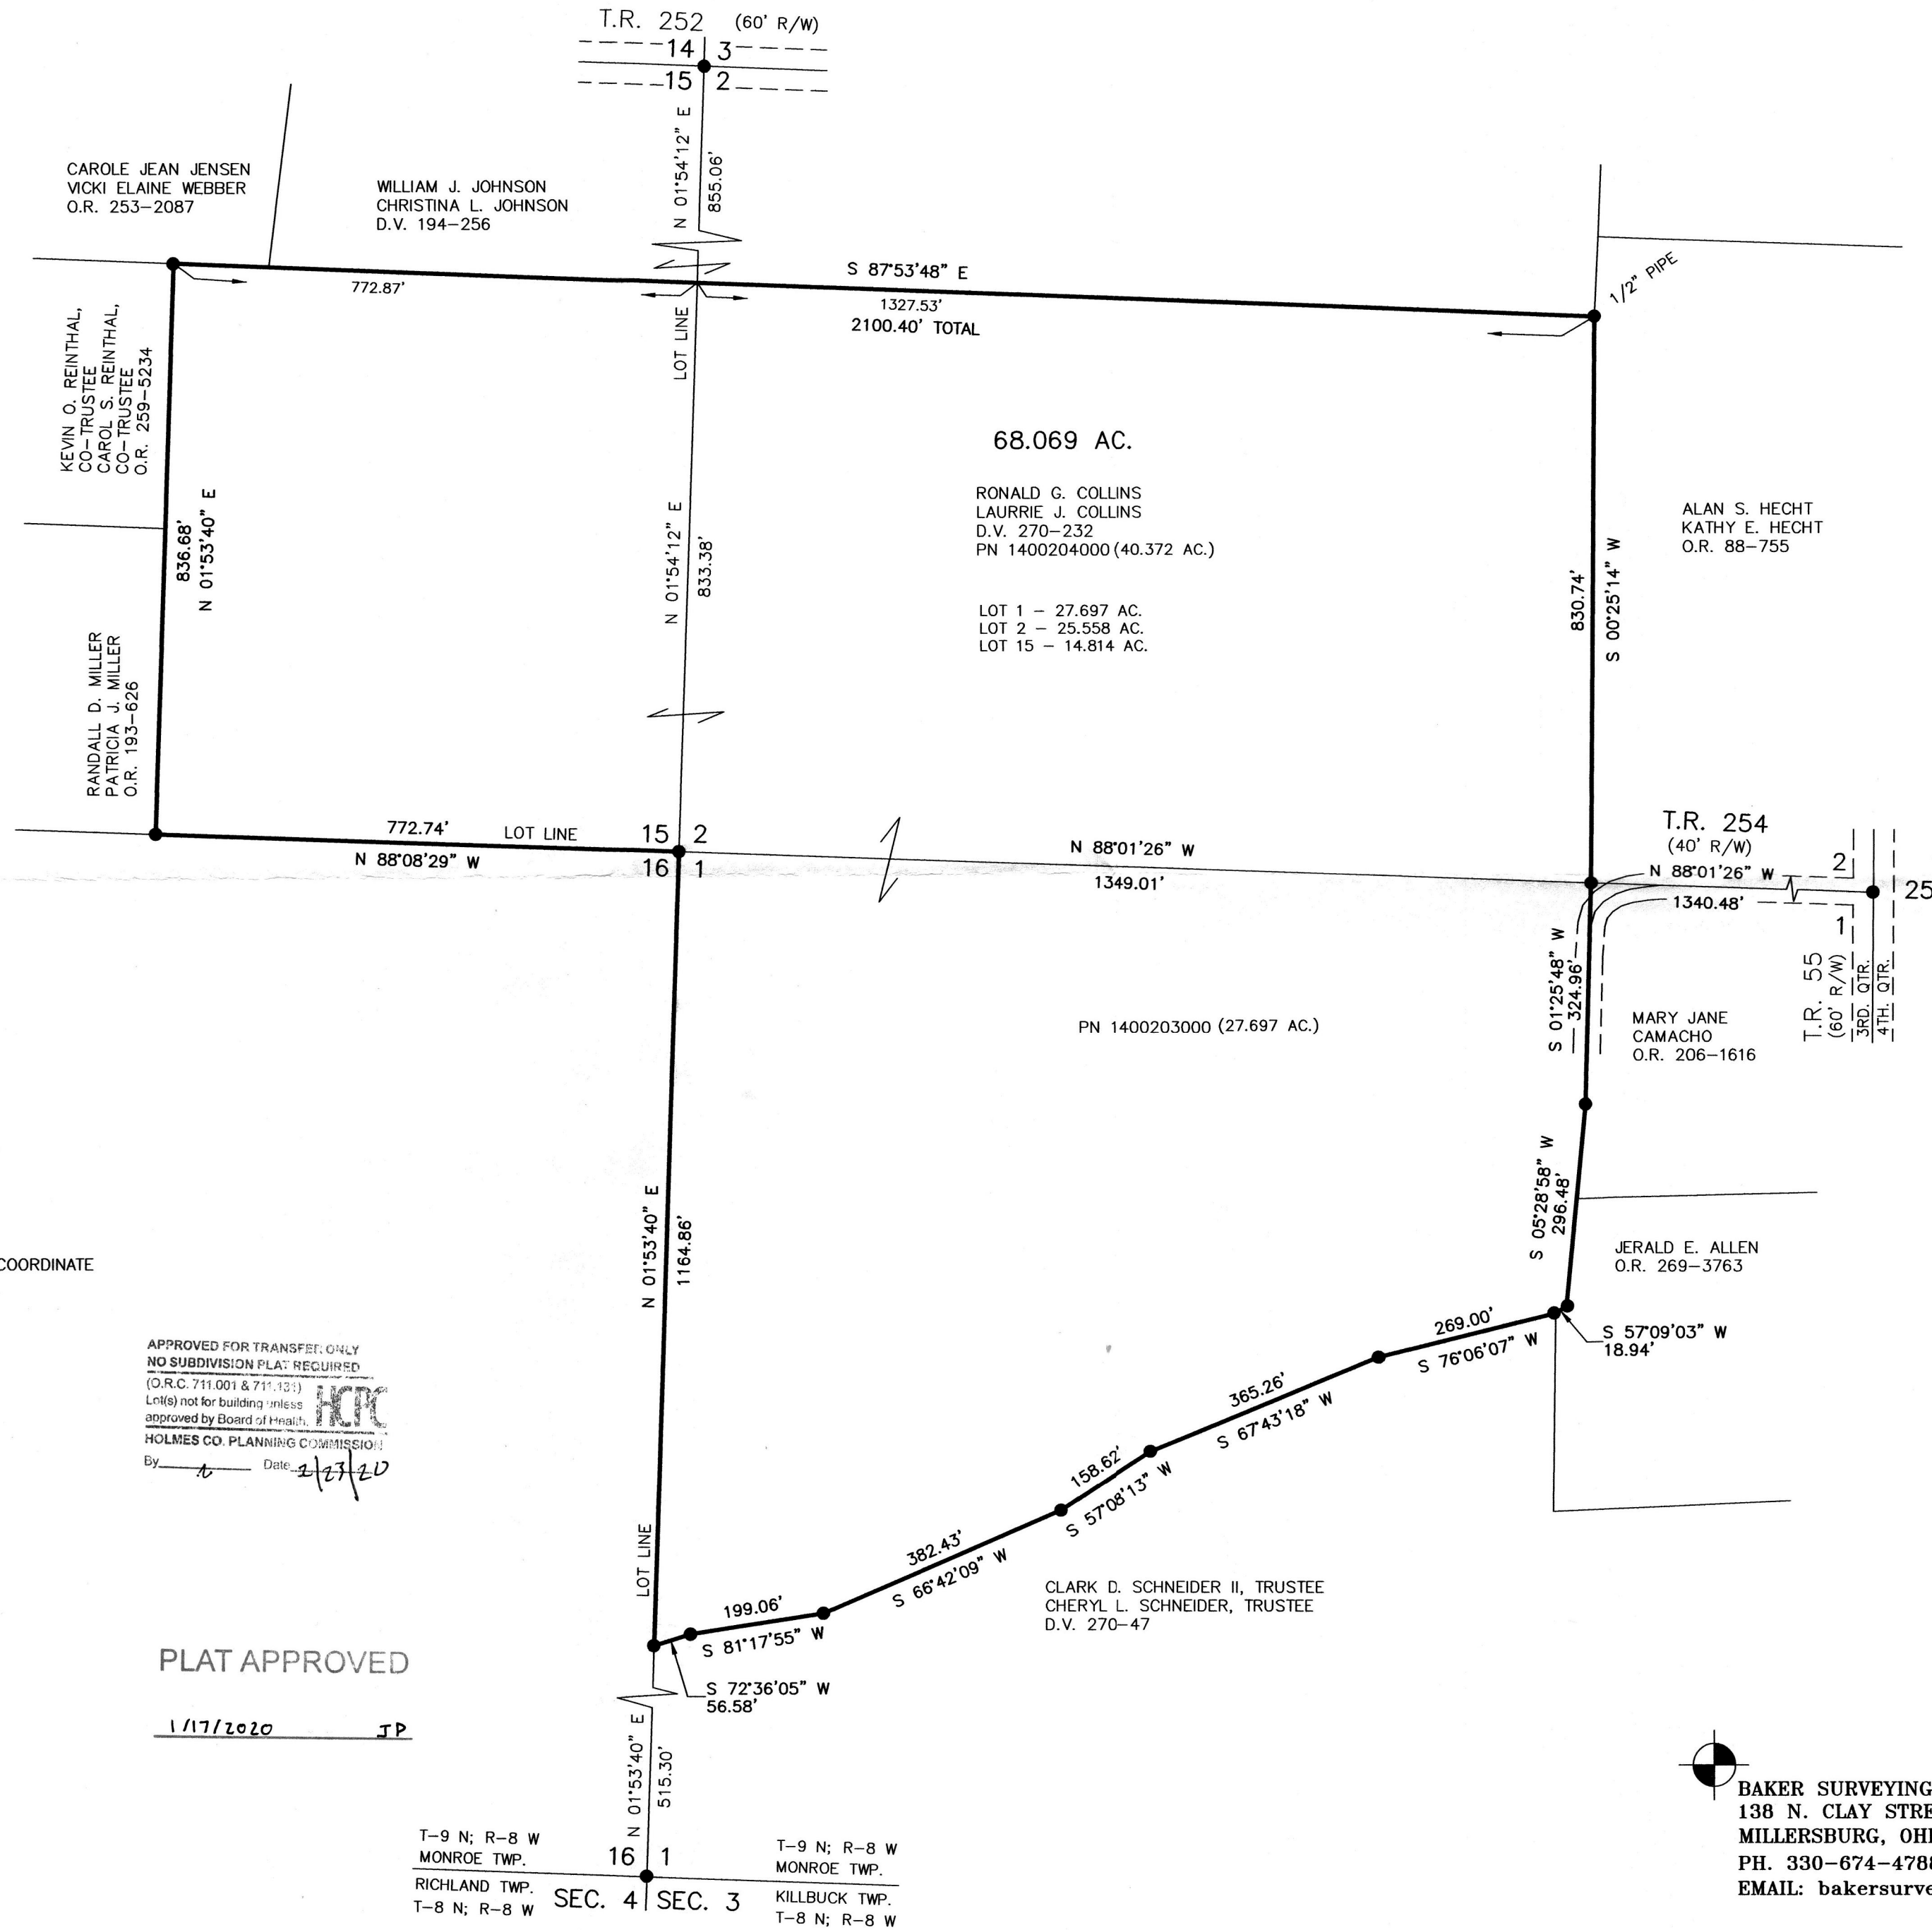 T.R. 252 (60' R/W)
14 3
15 2
N 01°54'12" E
855.06'
CAROLE JEAN JENSEN
VICKI ELAINE WEBBER
O.R. 253-2087
WILLIAM J. JOHNSON
CHRISTINA L. JOHNSON
D.V. 194-256
S 87°53'48" E
772.87'
1327.53'
2100.40' TOTAL
1/2" PIPE
LOT LINE
KEVIN O. REINTHAL,
CO-TRUSTEE
CAROL S. REINTHAL,
CO-TRUSTEE
O.R. 259-5234
836.68'
N 01°53'40" E
RANDALL D. MILLER
PATRICIA J. MILLER
O.R. 193-626
N 01°54'12" E
833.38'
68.069 AC.
RONALD G. COLLINS
LAURRIE J. COLLINS
D.V. 270-232
PN 1400204000 (40.372 AC.)
LOT 1 - 27.697 AC.
LOT 2 - 25.558 AC.
LOT 15 - 14.814 AC.
830.74'
S 00°25'14" W
ALAN S. HECHT
KATHY E. HECHT
O.R. 88-755
772.74' LOT LINE
N 88°08'29" W
15 2
16 1
N 88°01'26" W
1349.01'
T.R. 254
(40' R/W)
N 88°01'26" W
1340.48'
2
1
25
T.R. 55
(60' R/W)
3RD. QTR.
4TH. QTR.
S 01°25'48" W
324.96'
MARY JANE
CAMACHO
O.R. 206-1616
PN 1400203000 (27.697 AC.)
S 05°28'58" W
296.48'
JERALD E. ALLEN
O.R. 269-3763
N 01°53'40" E
1164.86'
COORDINATE
S 57°09'03" W
18.94'
269.00'
S 76°06'07" W
365.26'
S 67°43'18" W
158.62'
S 57°08'13" W
382.43'
S 66°42'09" W
199.06'
S 81°17'55" W
S 72°36'05" W
56.58'
LOT LINE
APPROVED FOR TRANSFER ONLY
NO SUBDIVISION PLAT REQUIRED
(O.R.C. 711.001 & 711.131)
Lot(s) not for building unless
approved by Board of Health.
HCPC
HOLMES CO. PLANNING COMMISSION
By Date 2/23/20
CLARK D. SCHNEIDER II, TRUSTEE
CHERYL L. SCHNEIDER, TRUSTEE
D.V. 270-47
PLAT APPROVED
1/17/2020 JP
N 01°53'40" E
515.30'
T-9 N; R-8 W
MONROE TWP.
16 1
T-9 N; R-8 W
MONROE TWP.
RICHLAND TWP.
T-8 N; R-8 W
SEC. 4 SEC. 3
KILLBUCK TWP.
T-8 N; R-8 W
BAKER SURVEYING
138 N. CLAY STRE
MILLERSBURG, OHI
PH. 330-674-4788
EMAIL: bakersurve